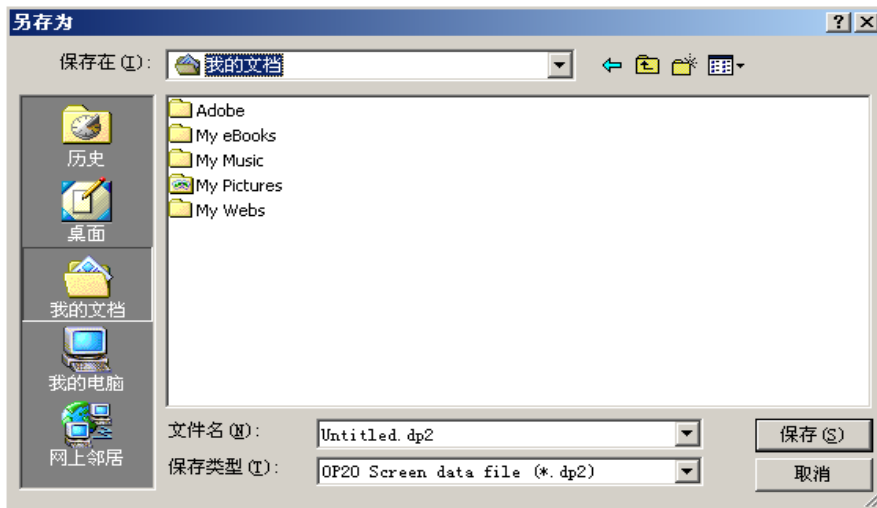 另存为
保存在(I):
我的文档
历史
桌面
我的文档
我的电脑
网上邻居
Adobe
My eBooks
My Music
My Pictures
My Webs
文件名(N):
Untitled.dp2
保存(S)
保存类型(T):
OP20 Screen data file (*.dp2)
取消